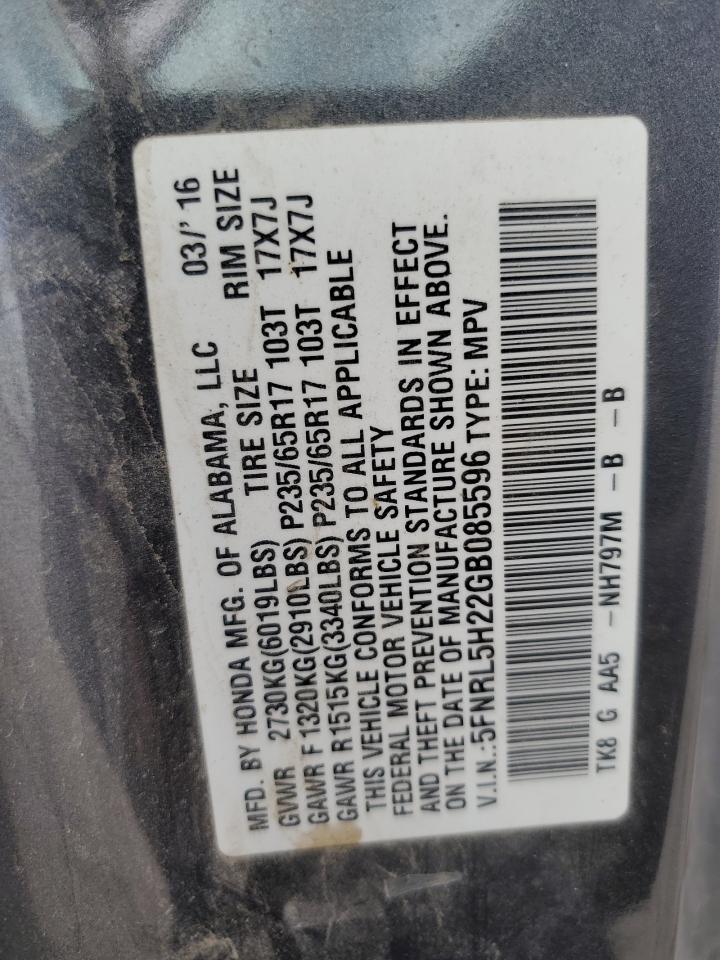 MFD. BY HONDA MFG. OF ALABAMA, LLC 03/' 16
GVWR 2730KG(6019LBS) TIRE SIZE RIM SIZE
GAWR F 1320KG(2910LBS) P235/65R17 103T 17X7J
GAWR R1515KG(3340LBS) P235/65R17 103T 17X7J
THIS VEHICLE CONFORMS TO ALL APPLICABLE
FEDERAL MOTOR VEHICLE SAFETY
AND THEFT PREVENTION STANDARDS IN EFFECT
ON THE DATE OF MANUFACTURE SHOWN ABOVE.
V.I.N.:5FNRL5H22GB085596 TYPE: MPV
TK8 G AA5 -NH797M -B -B